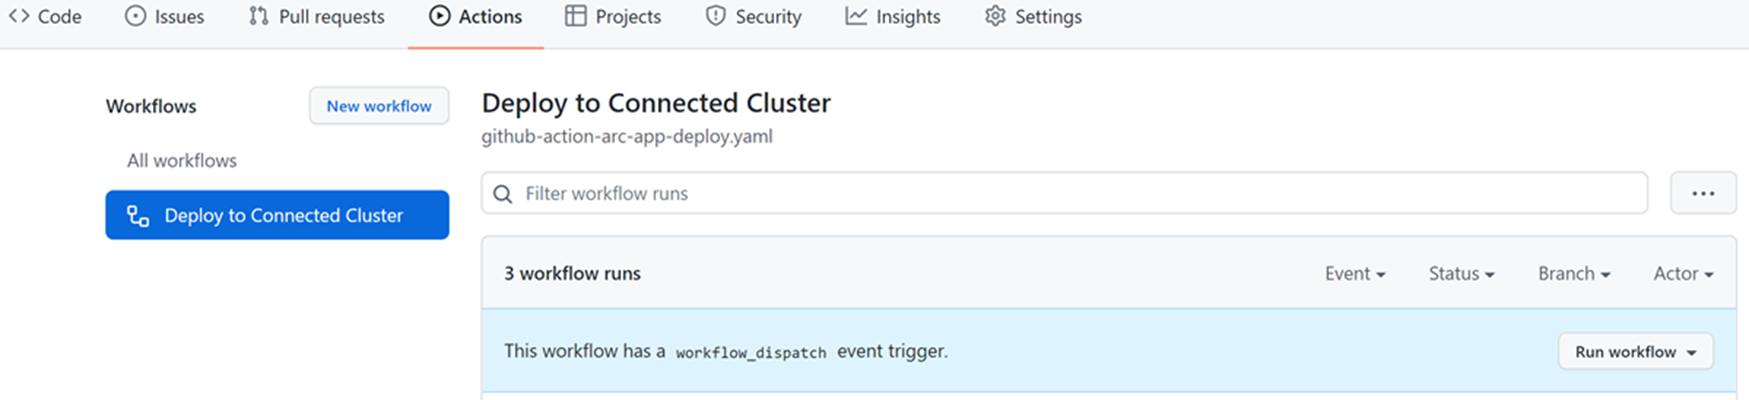 Code Issues Pull requests Actions Projects Security Insights Settings
Workflows
New workflow
All workflows
Deploy to Connected Cluster
Deploy to Connected Cluster
github-action-arc-app-deploy.yaml
Filter workflow runs
3 workflow runs
Event Status Branch Actor
This workflow has a workflow_dispatch event trigger.
Run workflow